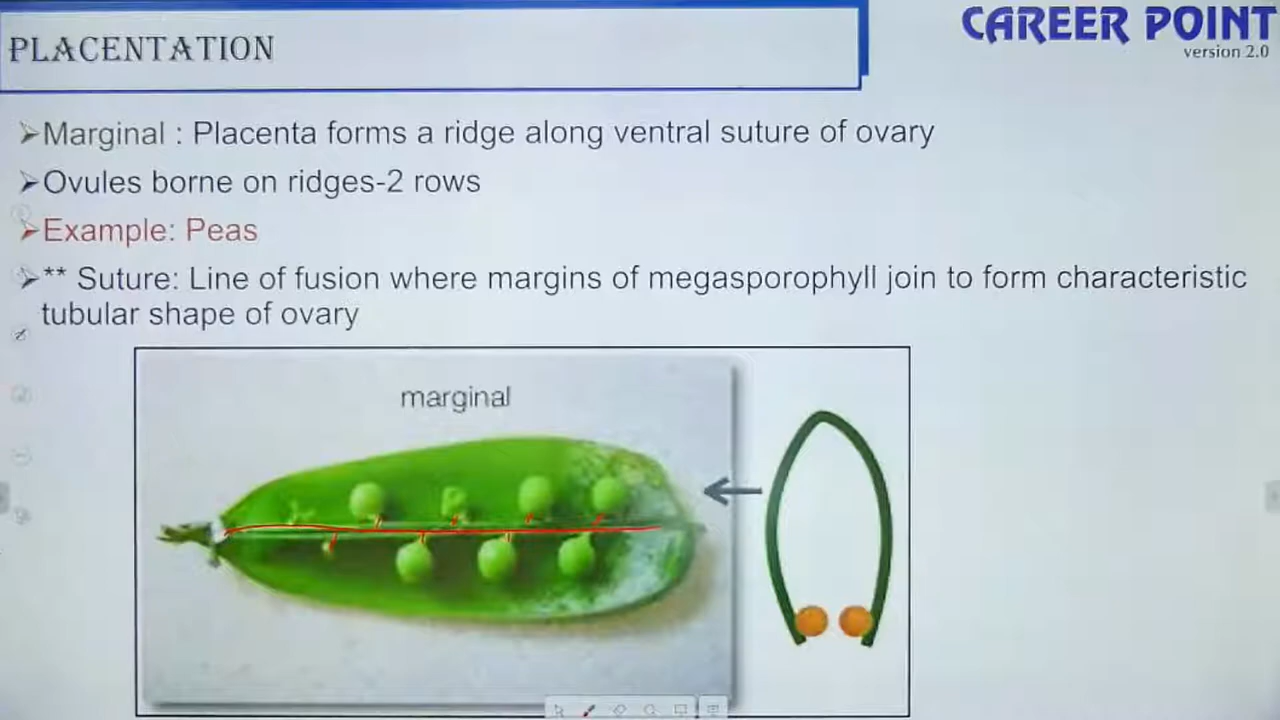 PLACENTATION
CAREER POINT
version 2.0
➢Marginal : Placenta forms a ridge along ventral suture of ovary
➢Ovules borne on ridges-2 rows
➢Example: Peas
➢** Suture: Line of fusion where margins of megasporophyll join to form characteristic
tubular shape of ovary
marginal